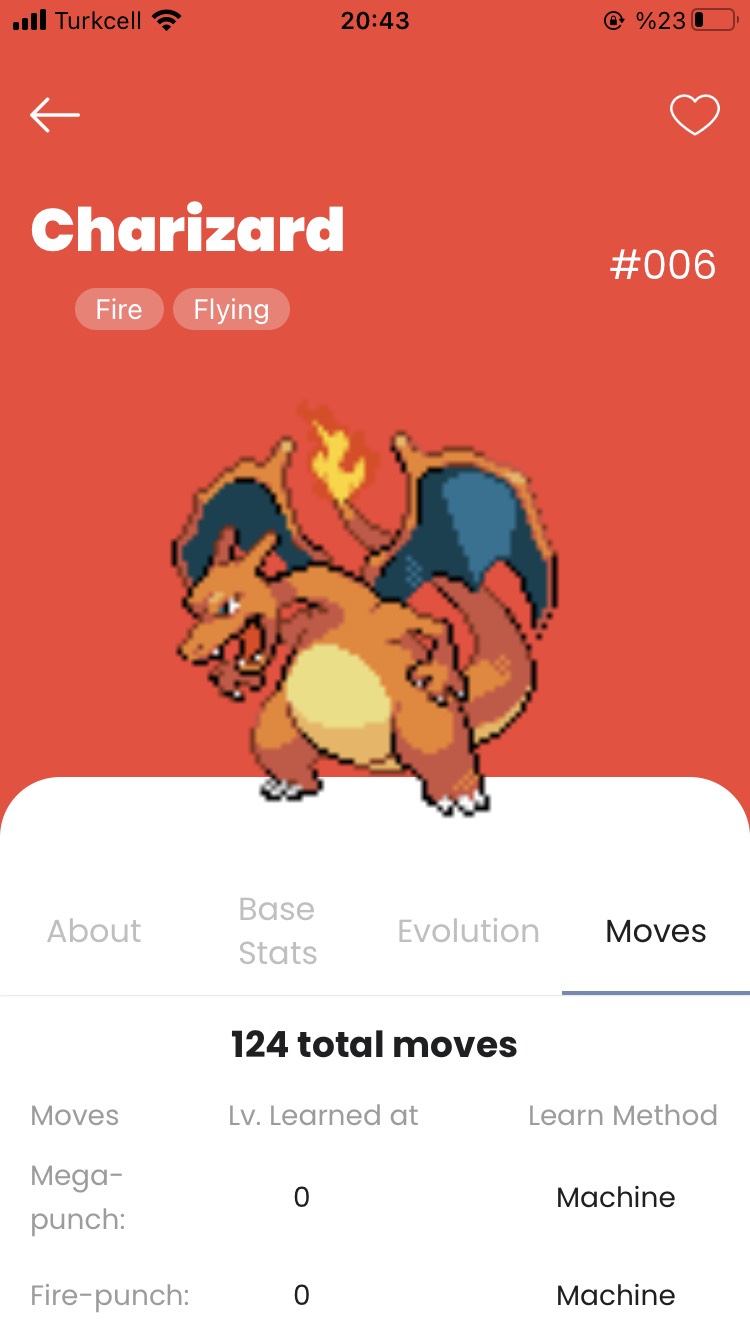 Turkcell 20:43 %23
Charizard
#006
Fire Flying
About Base Stats Evolution Moves
124 total moves
Moves Lv. Learned at Learn Method
Mega-punch: 0 Machine
Fire-punch: 0 Machine